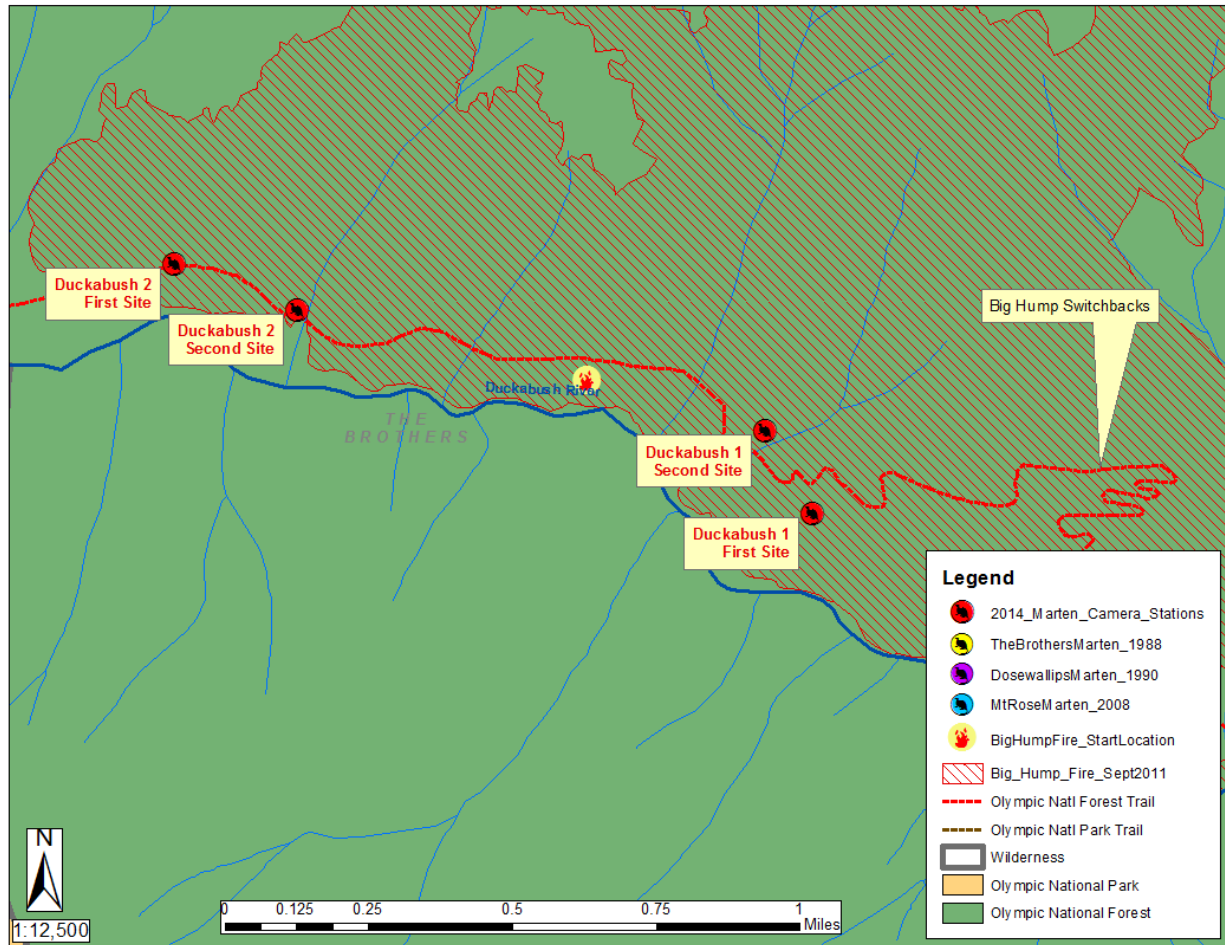 Duckabush 2
First Site
Duckabush 2
Second Site
Big Hump Switchbacks
Duckabush River
THE
BROTHERS
Duckabush 1
Second Site
Duckabush 1
First Site
Legend
2014_Marten_Camera_Stations
TheBrothersMarten_1988
DosewallipsMarten_1990
MtRoseMarten_2008
BigHumpFire_StartLocation
Big_Hump_Fire_Sept2011
Olympic Natl Forest Trail
Olympic Natl Park Trail
Wilderness
Olympic National Park
Olympic National Forest
N
1:12,500
0 0.125 0.25 0.5 0.75 1
Miles